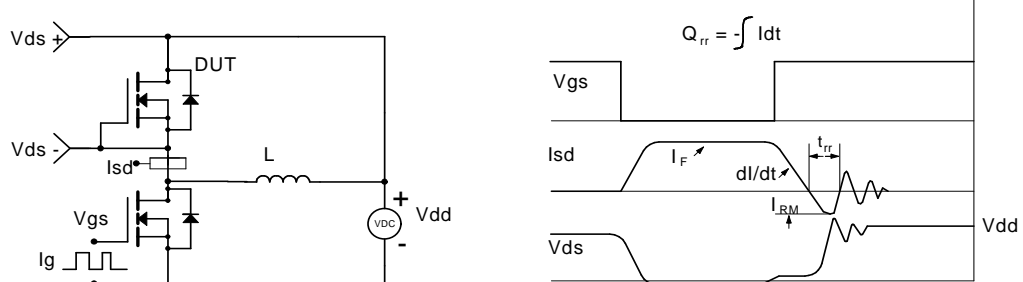 Vds +
DUT
Vds -
Isd
L
Vgs
Ig
+
VDC
-
Vdd
Q rr = - ∫ Idt
Vgs
Isd
I F
dI/dt
t rr
I RM
Vds
Vdd